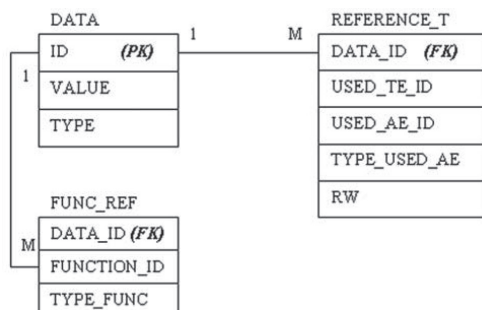 DATA
ID (PK)
VALUE
TYPE
1
1
M
REFERENCE_T
DATA_ID (FK)
USED_TE_ID
USED_AE_ID
TYPE_USED_AE
RW
FUNC_REF
DATA_ID (FK)
FUNCTION_ID
TYPE_FUNC
M